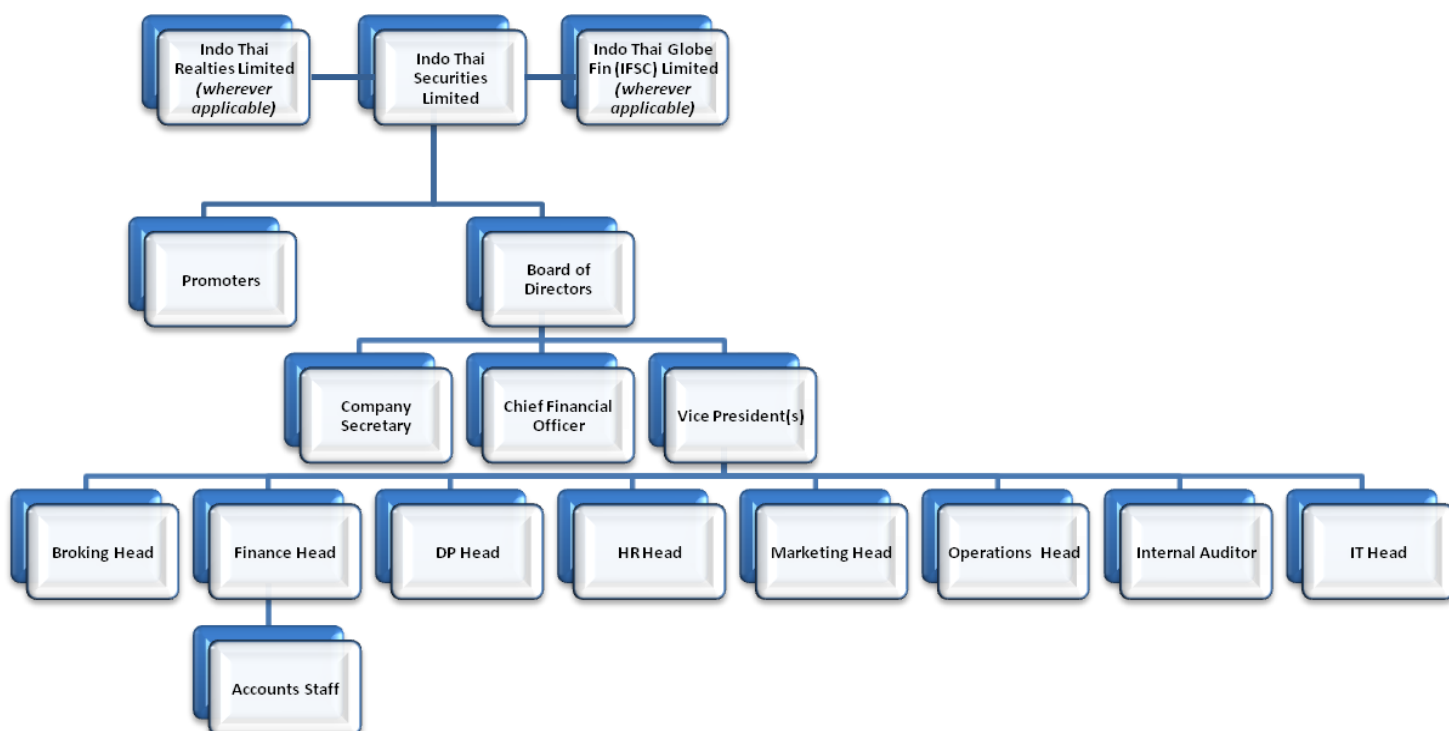 Indo Thai
Realties Limited
(wherever
applicable)
Indo Thai
Securities
Limited
Indo Thai Globe
Fin (IFSC) Limited
(wherever
applicable)
Promoters
Board of
Directors
Company
Secretary
Chief Financial
Officer
Vice President(s)
Broking Head
Finance Head
DP Head
HR Head
Marketing Head
Operations Head
Internal Auditor
IT Head
Accounts Staff